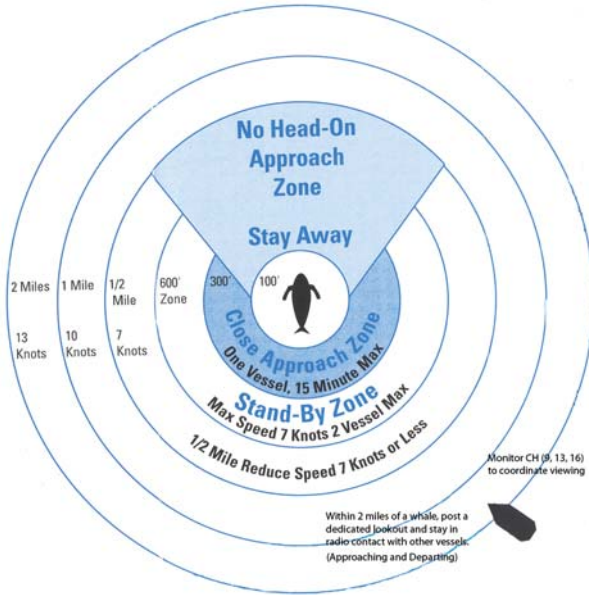 No Head-On
Approach
Zone
Stay Away
2 Miles
1 Mile
1/2
Mile
600'
Zone
300'
100'
13
Knots
10
Knots
7
Knots
Close Approach Zone
One Vessel, 15 Minute Max
Stand-By Zone
Max Speed 7 Knots 2 Vessel Max
1/2 Mile Reduce Speed 7 Knots or Less
Monitor CH (9, 13, 16)
to coordinate viewing
Within 2 miles of a whale, post a
dedicated lookout and stay in
radio contact with other vessels.
(Approaching and Departing)